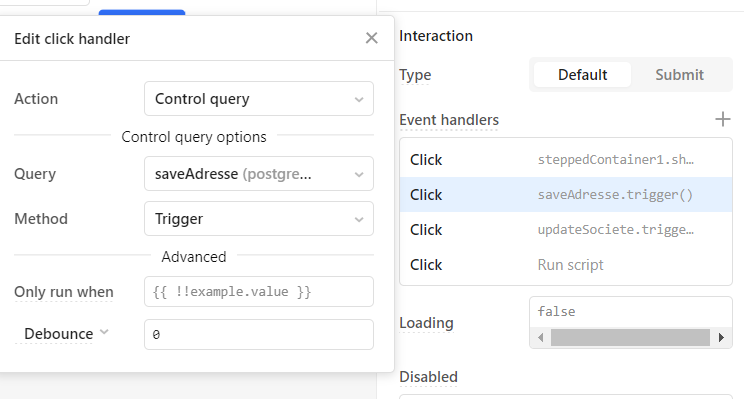 Edit click handler
Action
Control query
Control query options
Query
saveAdresse (postgre...
Method
Trigger
Advanced
Only run when
{{ !!example.value }}
Debounce
0
Interaction
Type
Default
Submit
Event handlers
Click
steppedContainer1.sh...
Click
saveAdresse.trigger()
Click
updateSociete.trigge...
Click
Run script
Loading
false
Disabled